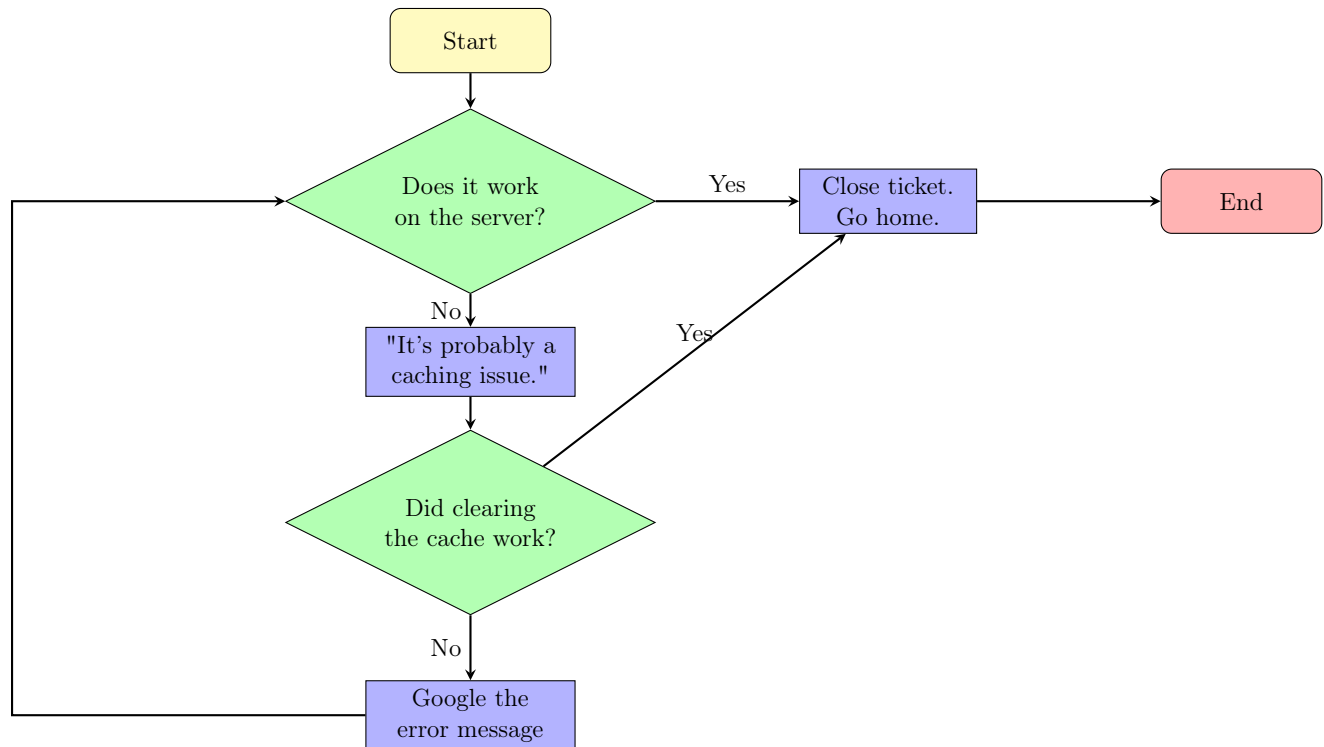 Start
Does it work
on the server?
Yes
Close ticket.
Go home.
End
No
"It's probably a
caching issue."
Yes
Did clearing
the cache work?
No
Google the
error message